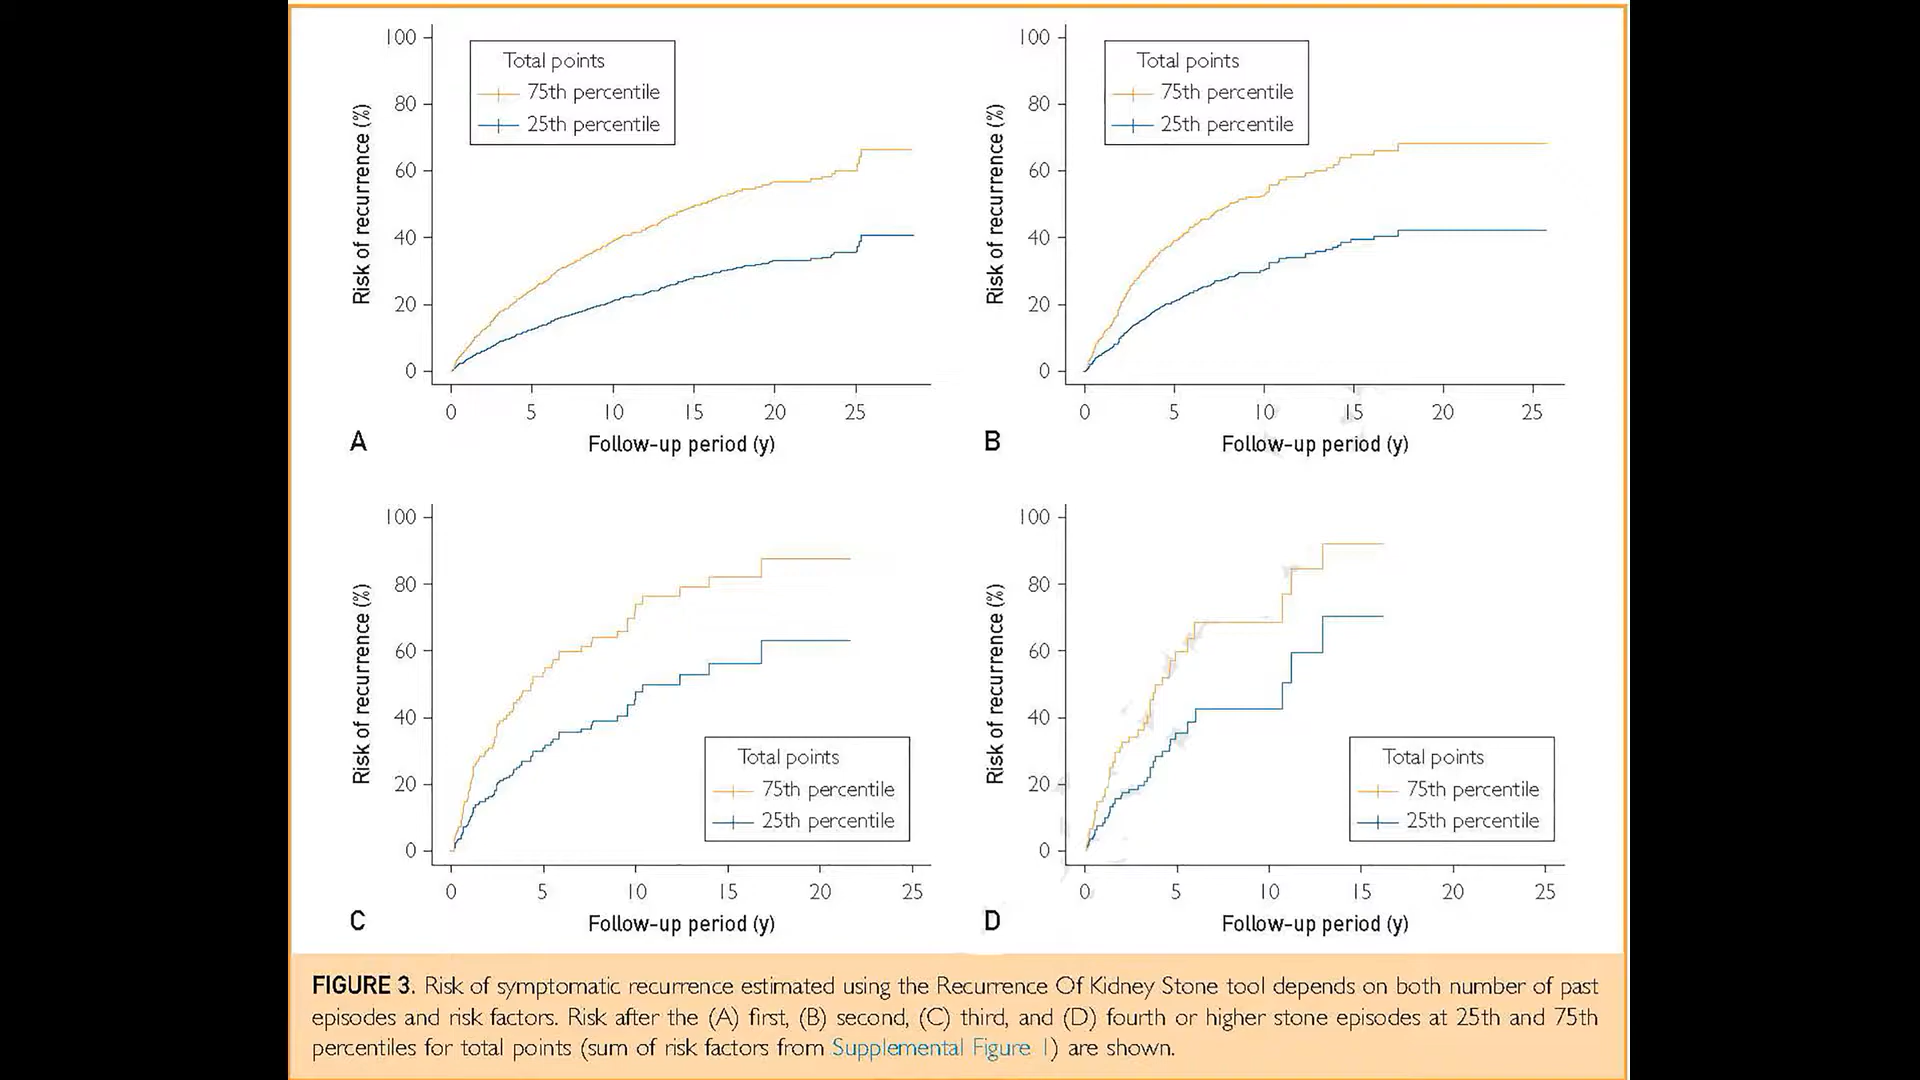 100
80
60
40
20
0
Risk of recurrence (%)
Total points
75th percentile
25th percentile
0 5 10 15 20 25
Follow-up period (y)
A
100
80
60
40
20
0
Risk of recurrence (%)
Total points
75th percentile
25th percentile
0 5 10 15 20 25
Follow-up period (y)
B
100
80
60
40
20
0
Risk of recurrence (%)
Total points
75th percentile
25th percentile
0 5 10 15 20 25
Follow-up period (y)
C
100
80
60
40
20
0
Risk of recurrence (%)
Total points
75th percentile
25th percentile
0 5 10 15 20 25
Follow-up period (y)
D
FIGURE 3. Risk of symptomatic recurrence estimated using the Recurrence Of Kidney Stone tool depends on both number of past
episodes and risk factors. Risk after the (A) first, (B) second, (C) third, and (D) fourth or higher stone episodes at 25th and 75th
percentiles for total points (sum of risk factors from Supplemental Figure 1) are shown.